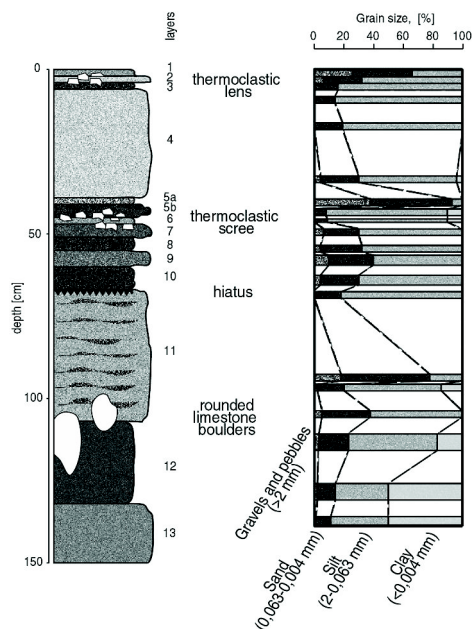 layers
Grain size, [%]
0 20 40 60 80 100
0
50
100
150
depth [cm]
1
2
3
4
5a
5b
6
7
8
9
10
11
12
13
thermoclastic
lens
thermoclastic
scree
hiatus
rounded
limestone
boulders
Gravels and pebbles
(>2 mm)
Sand
(0,063-0,004 mm)
Silt
(2-0,063 mm)
Clay
(<0,004 mm)